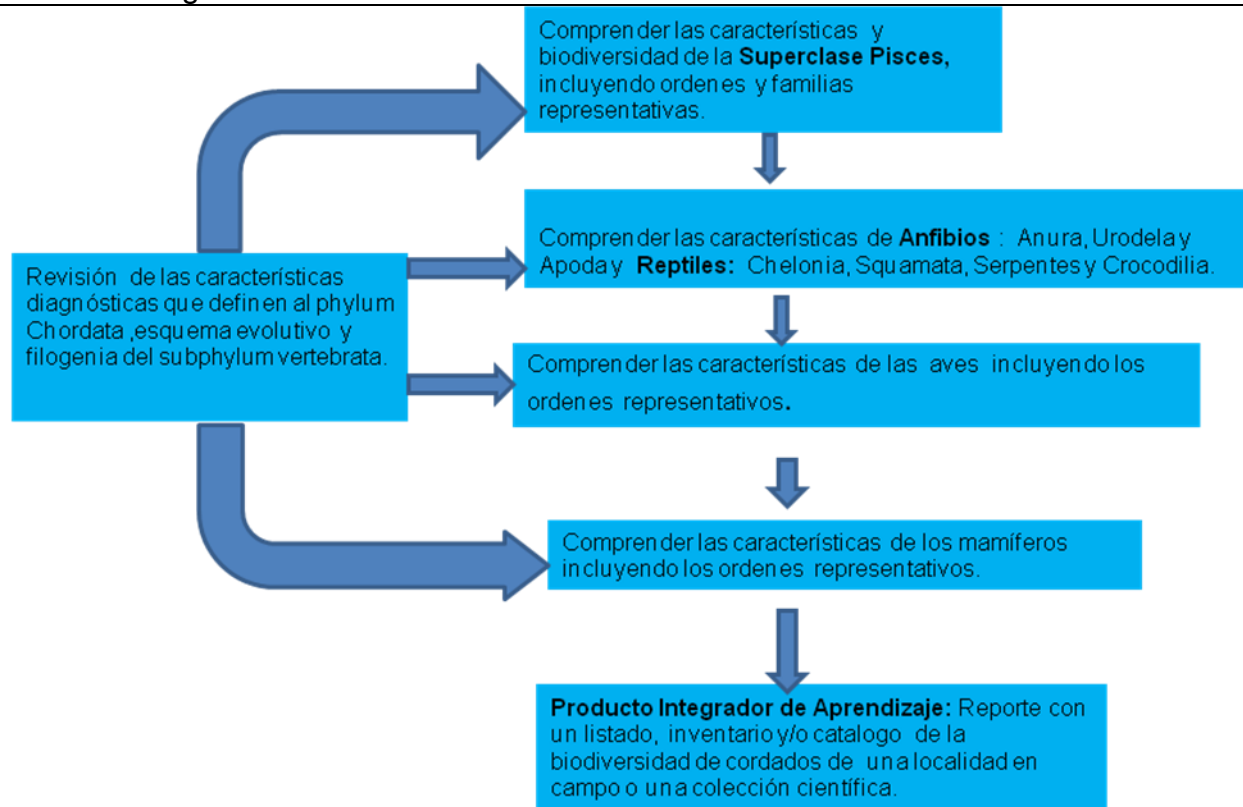 Comprender las características y
biodiversidad de la Superclase Pisces,
incluyendo ordenes y familias
representativas.
Comprender las características de Anfibios : Anura, Urodela y
Apoda y Reptiles: Chelonia, Squamata, Serpentes y Crocodilia.
Revisión de las características
diagnósticas que definen al phylum
Chordata ,esquema evolutivo y
filogenia del subphylum vertebrata.
Comprender las características de las aves incluyendo los
ordenes representativos.
Comprender las características de los mamíferos
incluyendo los ordenes representativos.
Producto Integrador de Aprendizaje: Reporte con
un listado, inventario y/o catalogo de la
biodiversidad de cordados de una localidad en
campo o una colección científica.